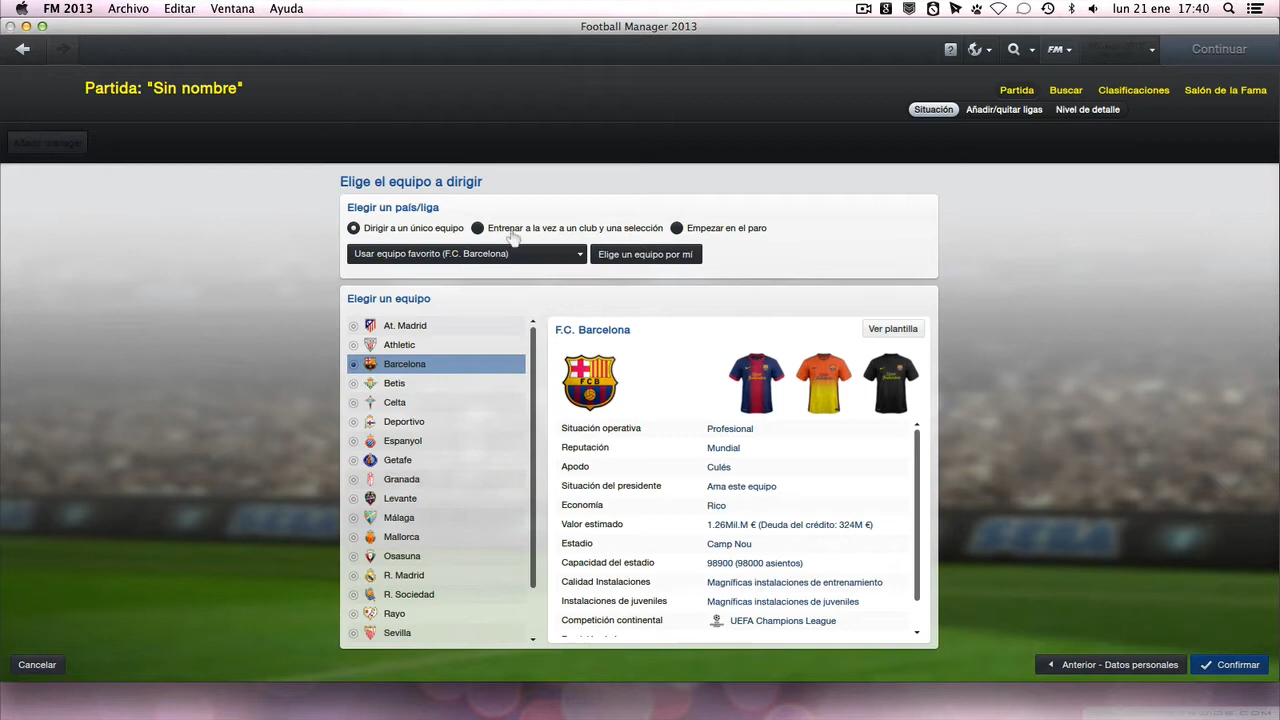 FM 2013 Archivo Editar Ventana Ayuda lun 21 ene 17:40
Football Manager 2013
FM Continuar
Partida: "Sin nombre"
Partida Buscar Clasificaciones Salón de la Fama
Situación Añadir/quitar ligas Nivel de detalle
Añadir manager
Elige el equipo a dirigir
Elegir un país/liga
Dirigir a un único equipo Entrenar a la vez a un club y una selección Empezar en el paro
Usar equipo favorito (F.C. Barcelona) Elige un equipo por mí
Elegir un equipo
At. Madrid
Athletic
Barcelona
Betis
Celta
Deportivo
Espanyol
Getafe
Granada
Levante
Málaga
Mallorca
Osasuna
R. Madrid
R. Sociedad
Rayo
Sevilla
F.C. Barcelona Ver plantilla
FCB
Situación operativa Profesional
Reputación Mundial
Apodo Culés
Situación del presidente Ama este equipo
Economía Rico
Valor estimado 1.26Mil.M € (Deuda del crédito: 324M €)
Estadio Camp Nou
Capacidad del estadio 98900 (98000 asientos)
Calidad Instalaciones Magníficas instalaciones de entrenamiento
Instalaciones de juveniles Magníficas instalaciones de juveniles
Competición continental UEFA Champions League
Cancelar Anterior - Datos personales Confirmar